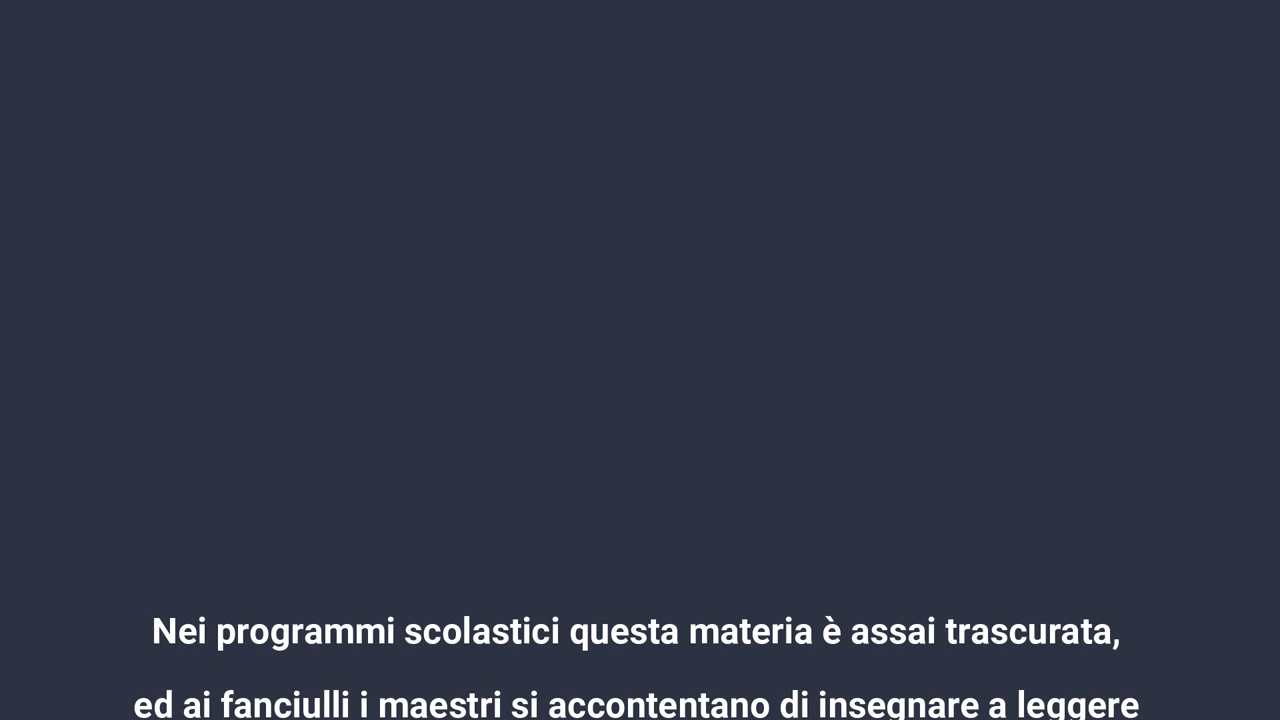 Nei programmi scolastici questa materia è assai trascurata,
ed ai fanciulli i maestri si accontentano di insegnare a leggere